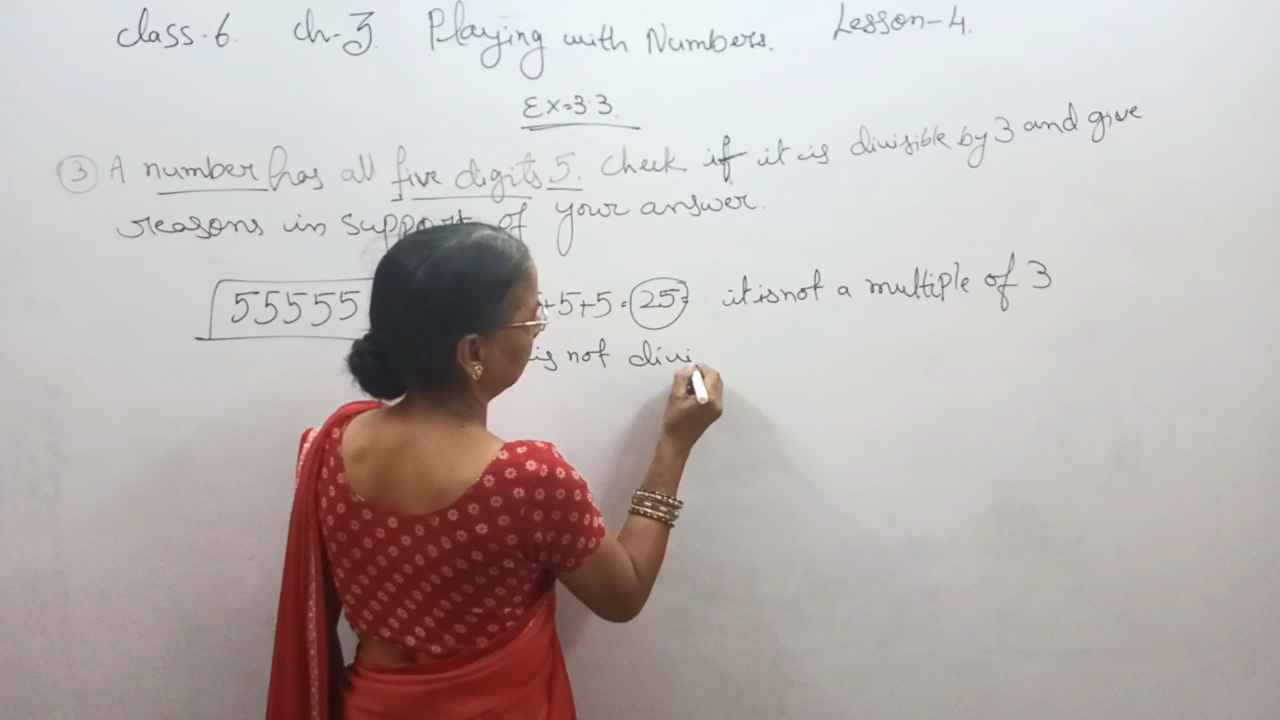 class-6. ch-3. Playing with Numbers. Lesson-4.
Ex=3.3.
③ A number has all five digits 5. Check if it is divisible by 3 and give
reasons in support of your answer.
55555 +5+5=25 it is not a multiple of 3
is not divi